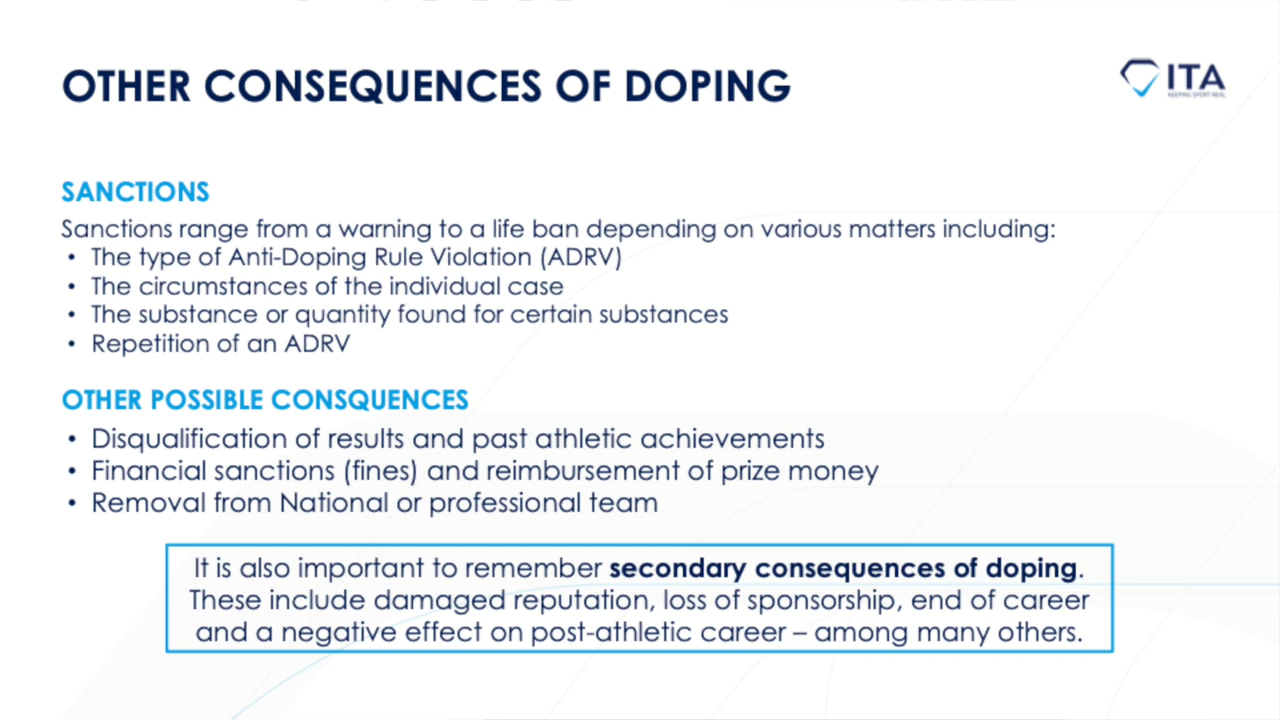 OTHER CONSEQUENCES OF DOPING
ITA
KEEPING SPORT REAL
SANCTIONS
Sanctions range from a warning to a life ban depending on various matters including:
• The type of Anti-Doping Rule Violation (ADRV)
• The circumstances of the individual case
• The substance or quantity found for certain substances
• Repetition of an ADRV
OTHER POSSIBLE CONSQUENCES
• Disqualification of results and past athletic achievements
• Financial sanctions (fines) and reimbursement of prize money
• Removal from National or professional team
It is also important to remember secondary consequences of doping.
These include damaged reputation, loss of sponsorship, end of career
and a negative effect on post-athletic career – among many others.